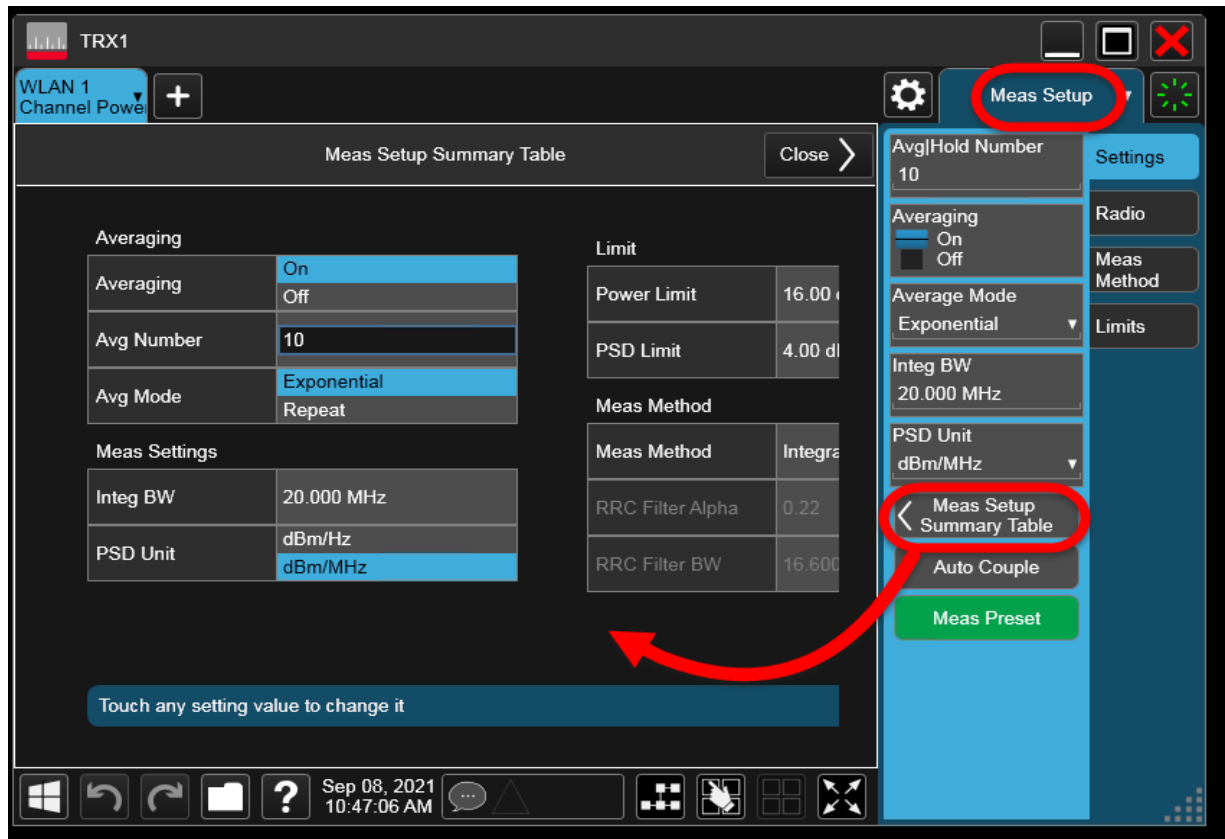 TRX1
WLAN 1
Channel Powe
+
Meas Setup
Meas Setup Summary Table
Close
Averaging
Averaging
On
Off
Avg Number
10
Avg Mode
Exponential
Repeat
Meas Settings
Integ BW
20.000 MHz
PSD Unit
dBm/Hz
dBm/MHz
Limit
Power Limit
16.00
PSD Limit
4.00
Meas Method
Meas Method
Integra
RRC Filter Alpha
0.22
RRC Filter BW
16.600
Touch any setting value to change it
Avg|Hold Number
10
Averaging
On
Off
Average Mode
Exponential
Integ BW
20.000 MHz
PSD Unit
dBm/MHz
Meas Setup
Summary Table
Auto Couple
Meas Preset
Settings
Radio
Meas
Method
Limits
?
Sep 08, 2021
10:47:06 AM